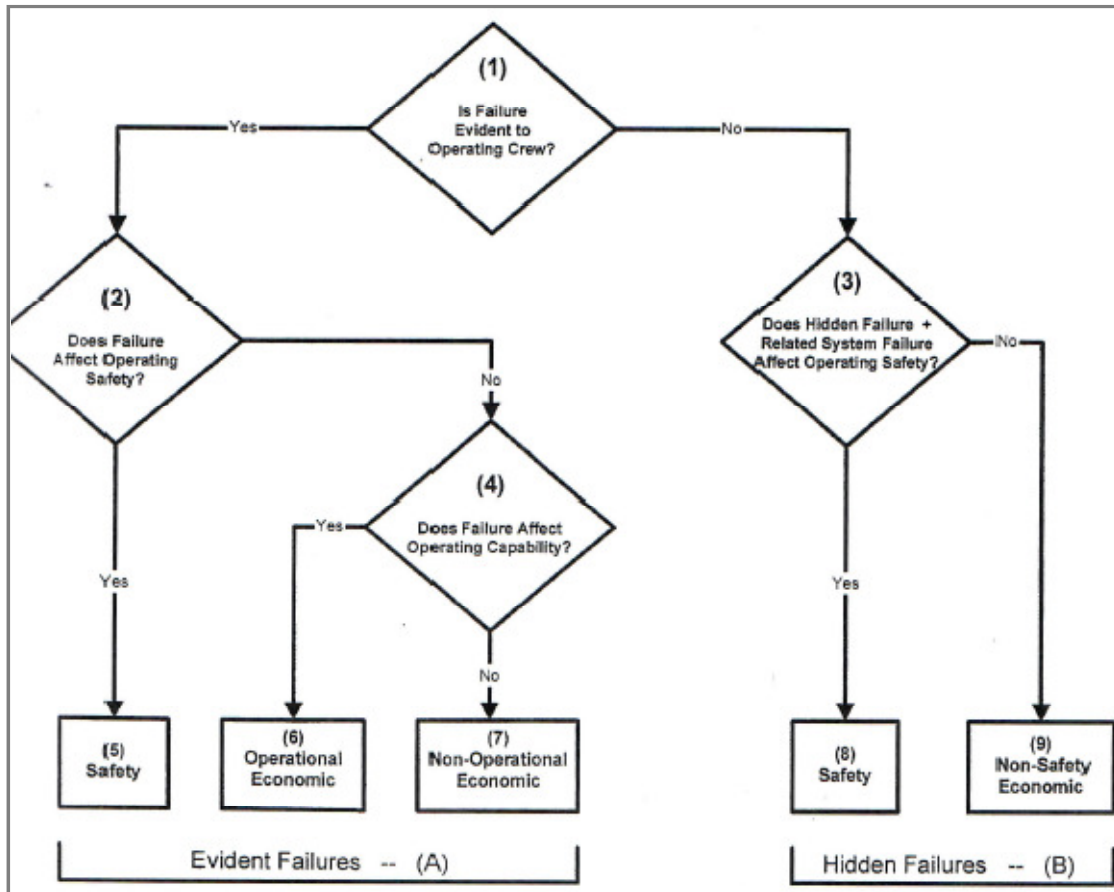 (1)
Is Failure
Evident to
Operating Crew?
Yes
No
(2)
Does Failure
Affect Operating
Safety?
(3)
Does Hidden Failure +
Related System Failure
Affect Operating Safety?
No
No
(4)
Does Failure Affect
Operating Capability?
Yes
Yes
Yes
No
(5)
Safety
(6)
Operational
Economic
(7)
Non-Operational
Economic
(8)
Safety
(9)
Non-Safety
Economic
Evident Failures -- (A)
Hidden Failures -- (B)